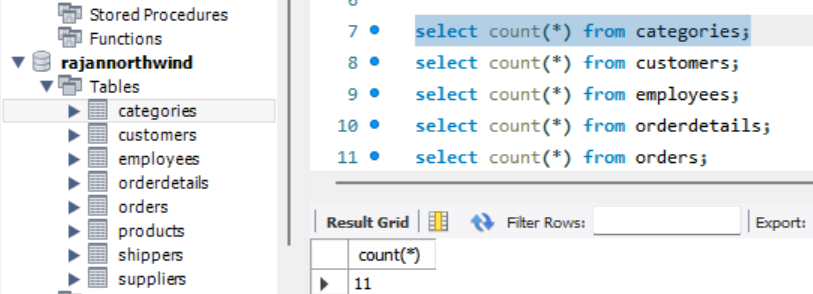 Stored Procedures
Functions
rajannorthwind
Tables
categories
customers
employees
orderdetails
orders
products
shippers
suppliers
7 select count(*) from categories;
8 select count(*) from customers;
9 select count(*) from employees;
10 select count(*) from orderdetails;
11 select count(*) from orders;
Result Grid Filter Rows: Export:
count(*)
11